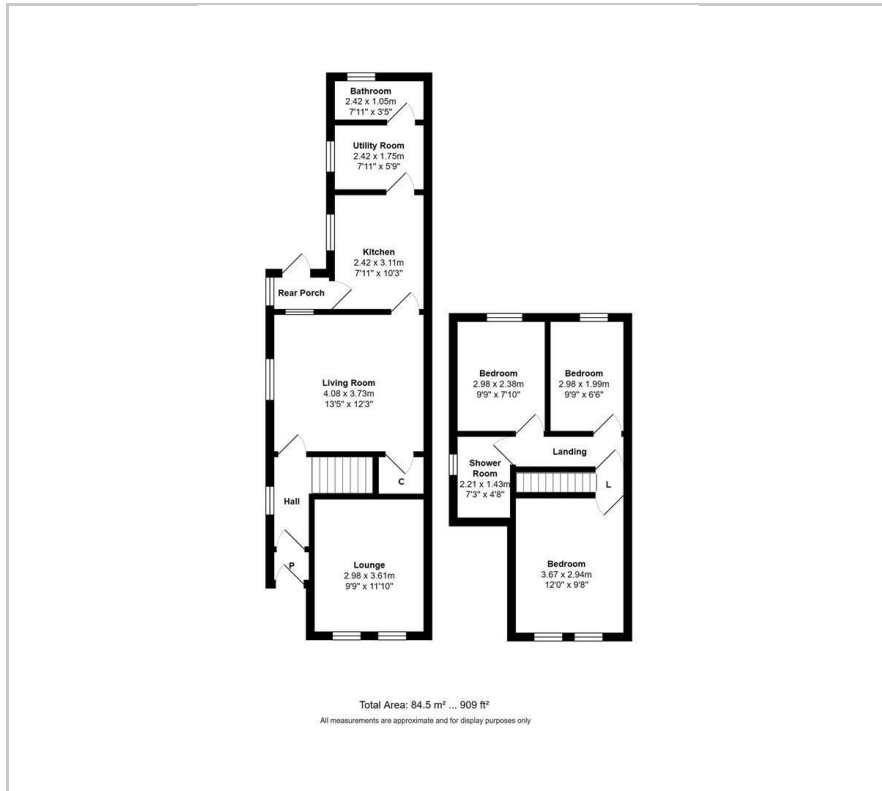 Bathroom
2.42 x 1.05m
7'11" x 3'5"
Utility Room
2.42 x 1.75m
7'11" x 5'9"
Kitchen
2.42 x 3.11m
7'11" x 10'3"
Rear Porch
Living Room
4.08 x 3.73m
13'5" x 12'3"
C
Hall
P
Lounge
2.98 x 3.61m
9'9" x 11'10"
Bedroom
2.98 x 2.38m
9'9" x 7'10"
Bedroom
2.98 x 1.99m
9'9" x 6'6"
Landing
Shower
Room
2.21 x 1.43m
7'3" x 4'8"
L
Bedroom
3.67 x 2.94m
12'0" x 9'8"
Total Area: 84.5 m² ... 909 ft²
All measurements are approximate and for display purposes only